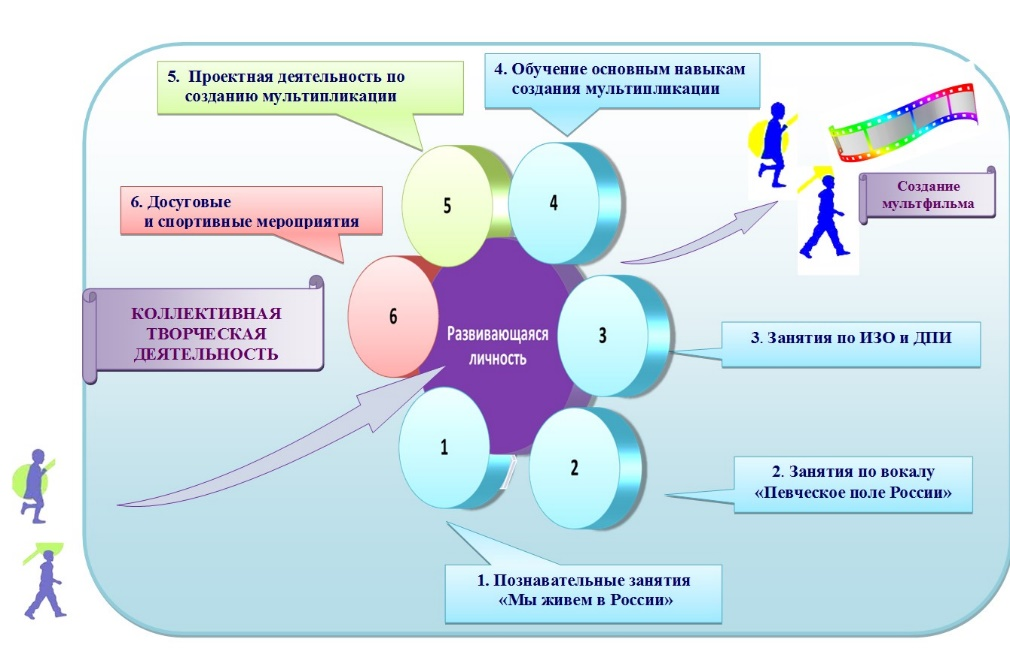 5. Проектная деятельность по
созданию мультипликации
4. Обучение основным навыкам
создания мультипликации
Создание
мультфильма
6. Досуговые
и спортивные мероприятия
5
4
6
3
КОЛЛЕКТИВНАЯ
ТВОРЧЕСКАЯ
ДЕЯТЕЛЬНОСТЬ
Развивающаяся
личность
3. Занятия по ИЗО и ДПИ
1
2
2. Занятия по вокалу
«Певческое поле России»
1. Познавательные занятия
«Мы живем в России»